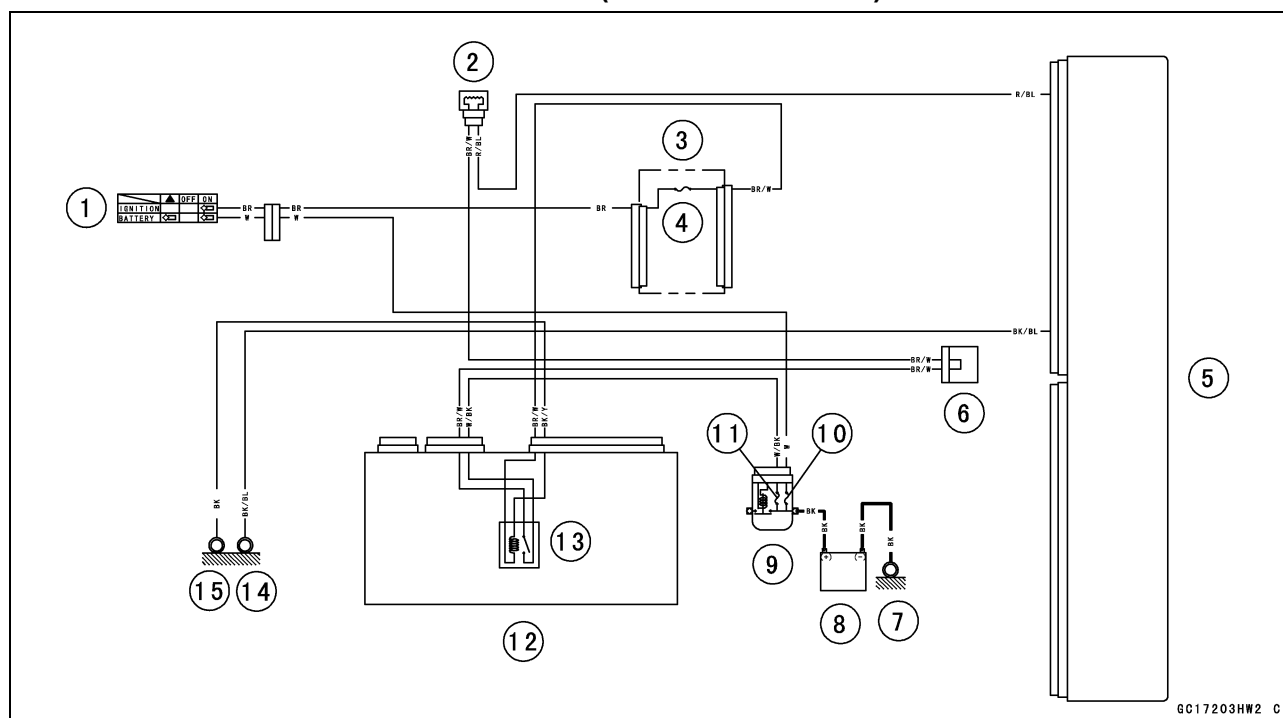 ( )
2
R/BL
3
BR/W
R/BL
1
▲ OFF ON
IGNITION
BATTERY
BR
W
BR
W
BR
BR/W
4
BK/BL
BR/W
BR/W
5
6
BR/W
W/BK
BR/W
BK/Y
11
10
W/BK
W
BK
BK/BL
BK
BK
BK
BK
13
9
+
−
15
14
8
7
12
GC17203HW2 C